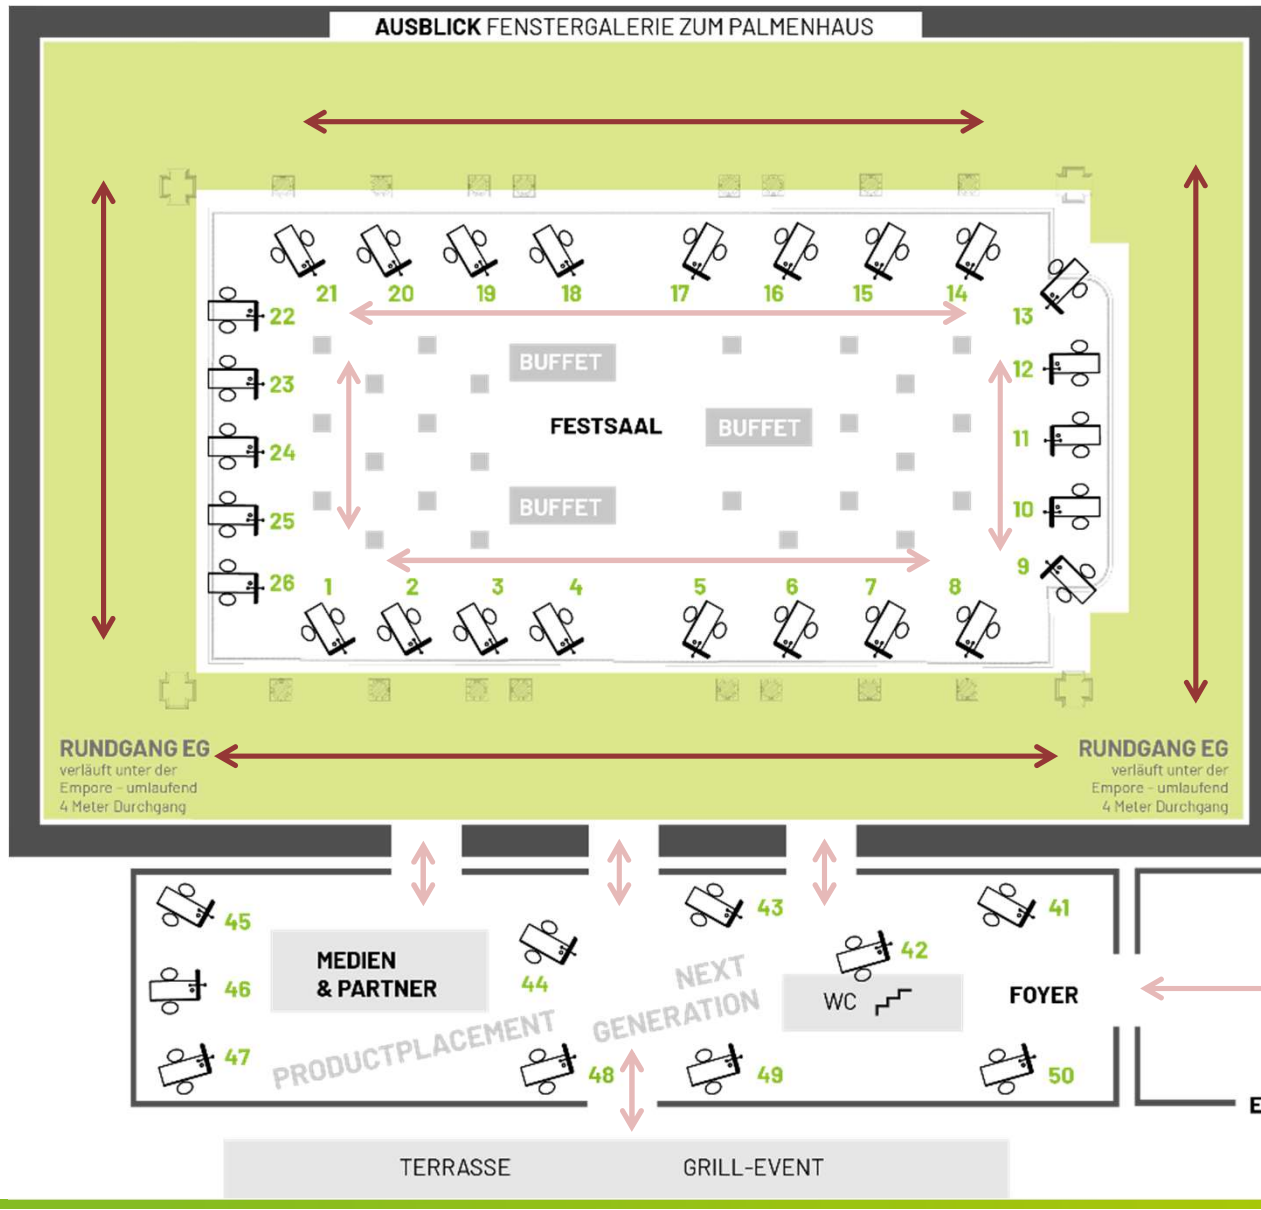 AUSBLICK FENSTERGALERIE ZUM PALMENHAUS
21 20 19 18 17 16 15 14
22 13
BUFFET
12
23
FESTSAAL BUFFET
11
24
BUFFET
10
25
26 1 2 3 4 5 6 7 8 9
RUNDGANG EG
verläuft unter der
Empore - umlaufend
4 Meter Durchgang
RUNDGANG EG
verläuft unter der
Empore - umlaufend
4 Meter Durchgang
45 43 41
42
MEDIEN
& PARTNER
44
46
NEXT
GENERATION
WC
FOYER
PRODUCTPLACEMENT
47 48 49 50
E
TERRASSE GRILL-EVENT